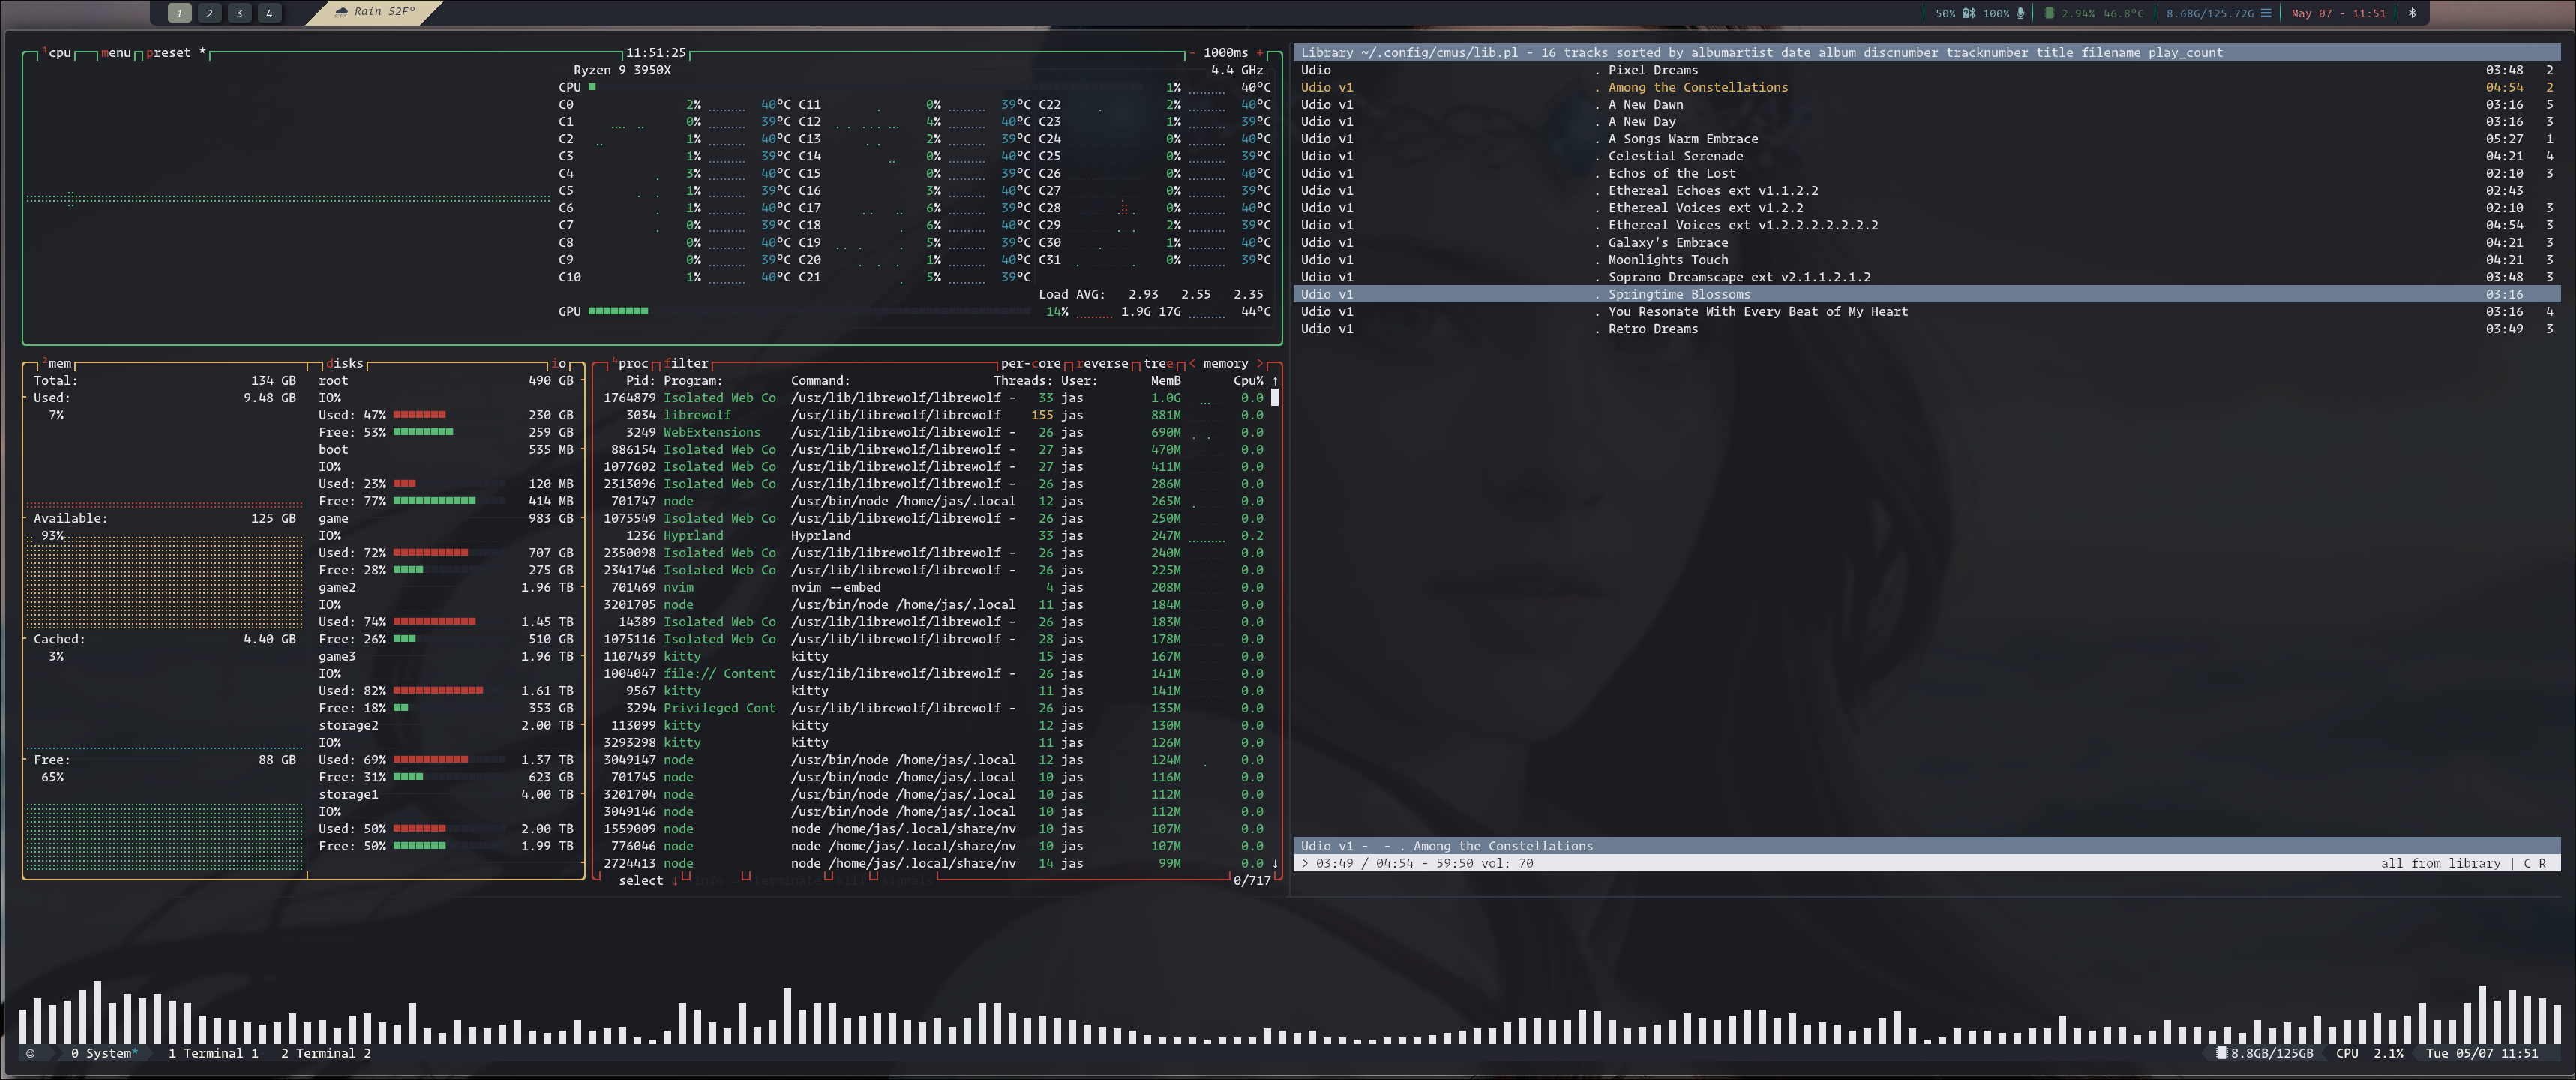 1 2 3 4 Rain 52F° 50% 100% 2.94% 46.8°C 8.68G/125.72G May 07 - 11:51
1cpu menu preset * 11:51:25 - 1000ms +
Ryzen 9 3950X 4.4 GHz
CPU 1% 40°C
C0 2% 40°C C11 0% 39°C C22 2% 40°C
C1 0% 39°C C12 4% 40°C C23 1% 39°C
C2 1% 40°C C13 2% 39°C C24 0% 40°C
C3 1% 39°C C14 0% 40°C C25 0% 39°C
C4 3% 40°C C15 0% 39°C C26 0% 40°C
C5 1% 39°C C16 3% 40°C C27 0% 39°C
C6 1% 40°C C17 6% 39°C C28 0% 40°C
C7 0% 39°C C18 6% 40°C C29 2% 39°C
C8 0% 40°C C19 5% 39°C C30 1% 40°C
C9 0% 39°C C20 1% 40°C C31 0% 39°C
C10 1% 40°C C21 5% 39°C
Load AVG: 2.93 2.55 2.35
GPU 14% 1.9G 17G 44°C
2mem disks io
Total: 134 GB
Used: 9.48 GB
7%
Available: 125 GB
93%
Cached: 4.40 GB
3%
Free: 88 GB
65%
root 490 GB
IO%
Used: 47% 230 GB
Free: 53% 259 GB
boot 535 MB
IO%
Used: 23% 120 MB
Free: 77% 414 MB
game 983 GB
IO%
Used: 72% 707 GB
Free: 28% 275 GB
game2 1.96 TB
IO%
Used: 74% 1.45 TB
Free: 26% 510 GB
game3 1.96 TB
IO%
Used: 82% 1.61 TB
Free: 18% 353 GB
storage2 2.00 TB
IO%
Used: 69% 1.37 TB
Free: 31% 623 GB
storage1 4.00 TB
IO%
Used: 50% 2.00 TB
Free: 50% 1.99 TB
4proc filter per-core reverse tree < memory >
Pid: Program: Command: Threads: User: MemB Cpu% ↑
1764879 Isolated Web Co /usr/lib/librewolf/librewolf - 33 jas 1.0G 0.0
3034 librewolf /usr/lib/librewolf/librewolf 155 jas 881M 0.0
3249 WebExtensions /usr/lib/librewolf/librewolf - 26 jas 690M 0.0
886154 Isolated Web Co /usr/lib/librewolf/librewolf - 27 jas 470M 0.0
1077602 Isolated Web Co /usr/lib/librewolf/librewolf - 27 jas 411M 0.0
2313096 Isolated Web Co /usr/lib/librewolf/librewolf - 26 jas 286M 0.0
701747 node /usr/bin/node /home/jas/.local 12 jas 265M 0.0
1075549 Isolated Web Co /usr/lib/librewolf/librewolf - 26 jas 250M 0.0
1236 Hyprland Hyprland 33 jas 247M 0.2
2350098 Isolated Web Co /usr/lib/librewolf/librewolf - 26 jas 240M 0.0
2341746 Isolated Web Co /usr/lib/librewolf/librewolf - 26 jas 225M 0.0
701469 nvim nvim --embed 4 jas 208M 0.0
3201705 node /usr/bin/node /home/jas/.local 11 jas 184M 0.0
14389 Isolated Web Co /usr/lib/librewolf/librewolf - 26 jas 183M 0.0
1075116 Isolated Web Co /usr/lib/librewolf/librewolf - 28 jas 178M 0.0
1107439 kitty kitty 15 jas 167M 0.0
1004047 file:// Content /usr/lib/librewolf/librewolf - 26 jas 141M 0.0
9567 kitty kitty 11 jas 141M 0.0
3294 Privileged Cont /usr/lib/librewolf/librewolf - 26 jas 135M 0.0
113099 kitty kitty 12 jas 130M 0.0
3293298 kitty kitty 11 jas 126M 0.0
3049147 node /usr/bin/node /home/jas/.local 12 jas 124M 0.0
701745 node /usr/bin/node /home/jas/.local 10 jas 116M 0.0
3201704 node /usr/bin/node /home/jas/.local 10 jas 112M 0.0
3049146 node /usr/bin/node /home/jas/.local 10 jas 112M 0.0
1559009 node node /home/jas/.local/share/nv 10 jas 107M 0.0
776046 node node /home/jas/.local/share/nv 10 jas 107M 0.0
2724413 node node /home/jas/.local/share/nv 14 jas 99M 0.0 ↓
select ↓ info terminate kill signals 0/717
Library ~/.config/cmus/lib.pl - 16 tracks sorted by albumartist date album discnumber tracknumber title filename play_count
Udio . Pixel Dreams 03:48 2
Udio v1 . Among the Constellations 04:54 2
Udio v1 . A New Dawn 03:16 5
Udio v1 . A New Day 03:16 3
Udio v1 . A Songs Warm Embrace 05:27 1
Udio v1 . Celestial Serenade 04:21 4
Udio v1 . Echos of the Lost 02:10 3
Udio v1 . Ethereal Echoes ext v1.1.2.2 02:43
Udio v1 . Ethereal Voices ext v1.2.2 02:10 3
Udio v1 . Ethereal Voices ext v1.2.2.2.2.2.2.2 04:54 3
Udio v1 . Galaxy's Embrace 04:21 3
Udio v1 . Moonlights Touch 04:21 3
Udio v1 . Soprano Dreamscape ext v2.1.1.2.1.2 03:48 3
Udio v1 . Springtime Blossoms 03:16
Udio v1 . You Resonate With Every Beat of My Heart 03:16 4
Udio v1 . Retro Dreams 03:49 3
Udio v1 - - . Among the Constellations
> 03:49 / 04:54 - 59:50 vol: 70 all from library | C R
0 System* 1 Terminal 1 2 Terminal 2 8.8GB/125GB CPU 2.1% Tue 05/07 11:51